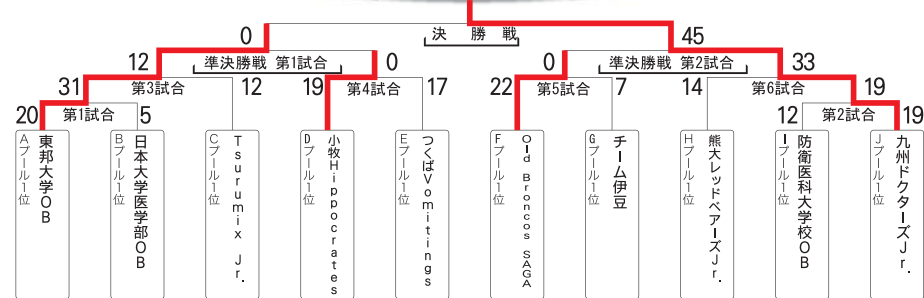 決 勝 戦
0
45
準決勝戦 第1試合
準決勝戦 第2試合
12
0
0
33
第3試合
第4試合
第5試合
第6試合
31
12
19
17
22
7
14
19
第1試合
第2試合
20
5
12
19
Aプール1位
東邦大学OB
Bプール1位
日本大学医学部OB
Cプール1位
Tsurumix Jr.
Dプール1位
小牧Hippocrates
Eプール1位
つくばVomitings
Fプール1位
Old Broncos SAGA
Gプール1位
チーム伊豆
Hプール1位
熊大レッドベアーズJr.
Iプール1位
防衛医科大学校OB
Jプール1位
九州ドクターズJr.